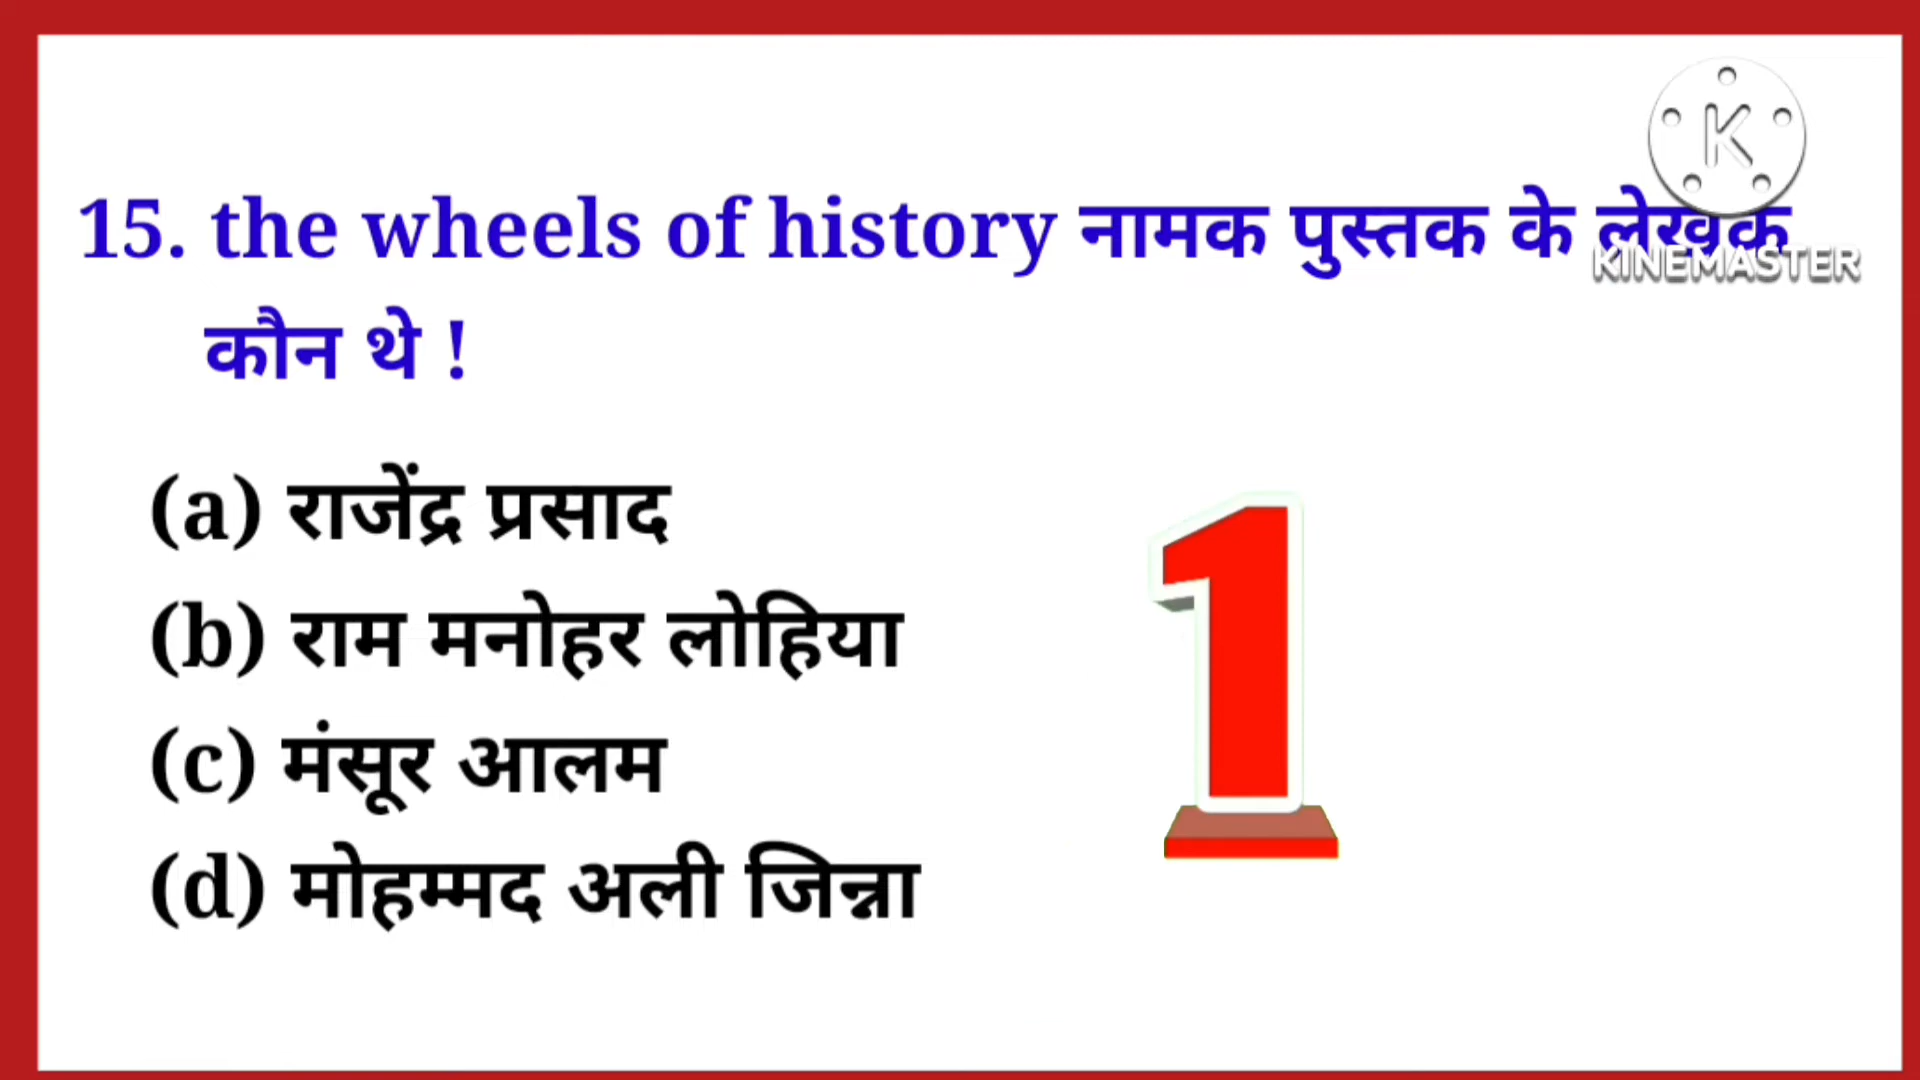 K
KINEMASTER
15. the wheels of history नामक पुस्तक के लेखक
कौन थे !
(a) राजेंद्र प्रसाद
(b) राम मनोहर लोहिया
(c) मंसूर आलम
(d) मोहम्मद अली जिन्ना
1